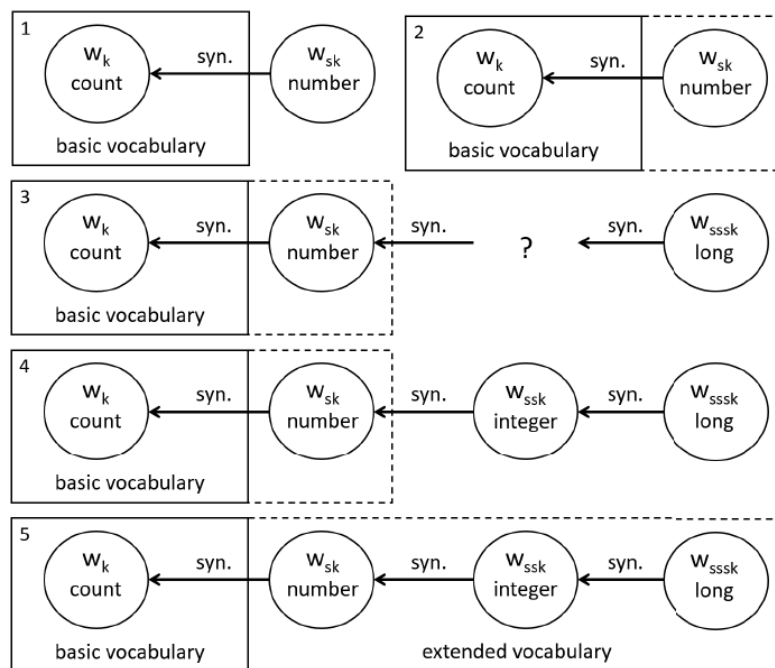 1
w_k syn. w_sk
count number
basic vocabulary
2
w_k syn. w_sk
count number
basic vocabulary
3
w_k syn. w_sk syn. ? syn. w_sssk
count number long
basic vocabulary
4
w_k syn. w_sk syn. w_ssk syn. w_sssk
count number integer long
basic vocabulary
5
w_k syn. w_sk syn. w_ssk syn. w_sssk
count number integer long
basic vocabulary extended vocabulary